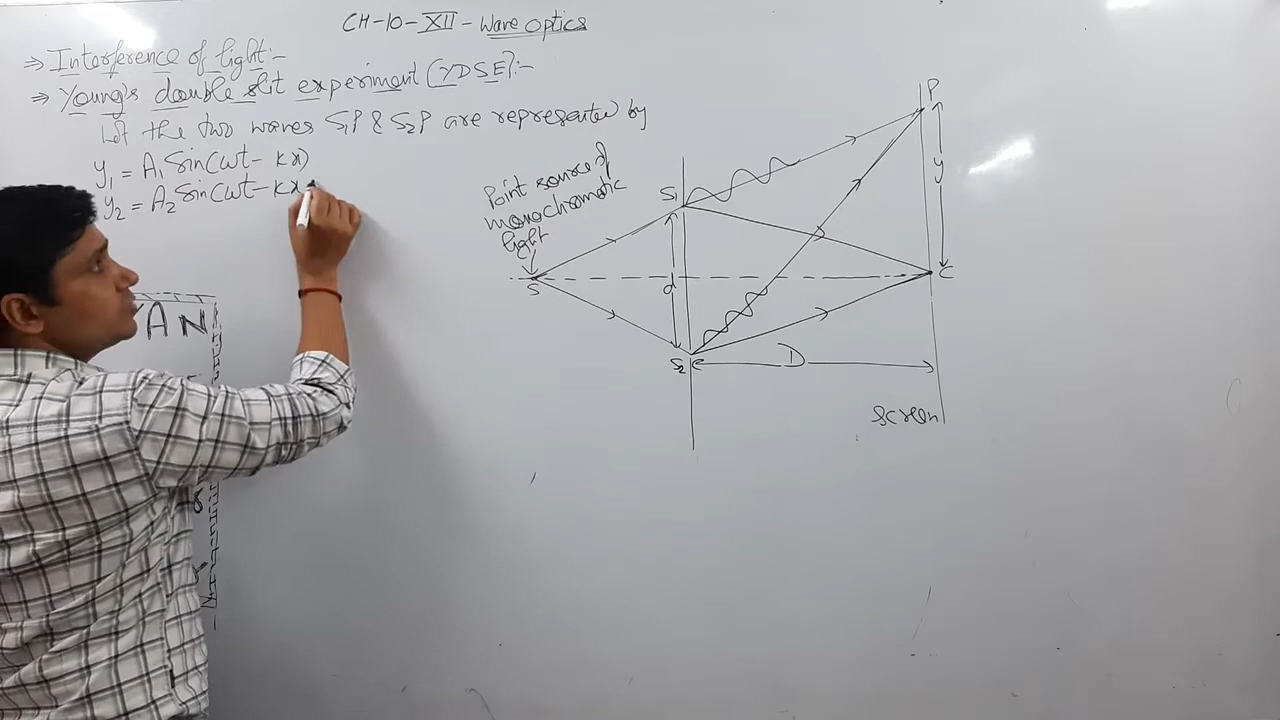 CH-10-XII-Wave Optics
⇒ Interference of light:-
⇒ Young's double slit experiment (YDSE):-
Let the two waves S₁P & S₂P are represented by
y₁ = A₁ Sin(ωt - kx)
y₂ = A₂ Sin(ωt - kx
Point source of
monochromatic
light
S
S₁
d
S₂
D
P
y
C
Screen
AN